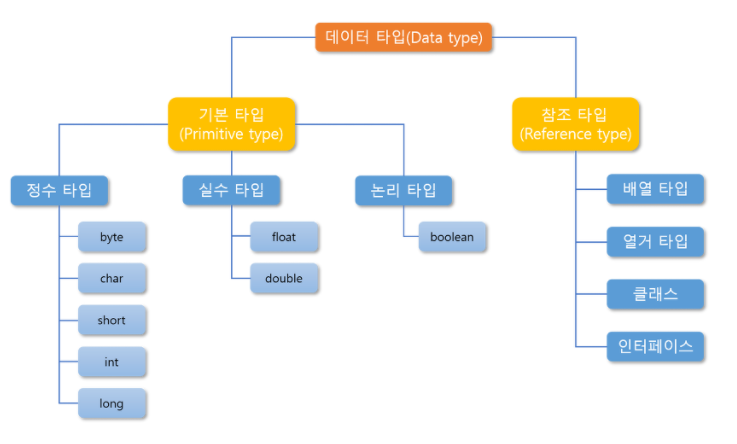 데이터 타입(Data type)
기본 타입
(Primitive type)
참조 타입
(Reference type)
정수 타입
실수 타입
논리 타입
배열 타입
byte
float
boolean
열거 타입
char
double
클래스
short
인터페이스
int
long